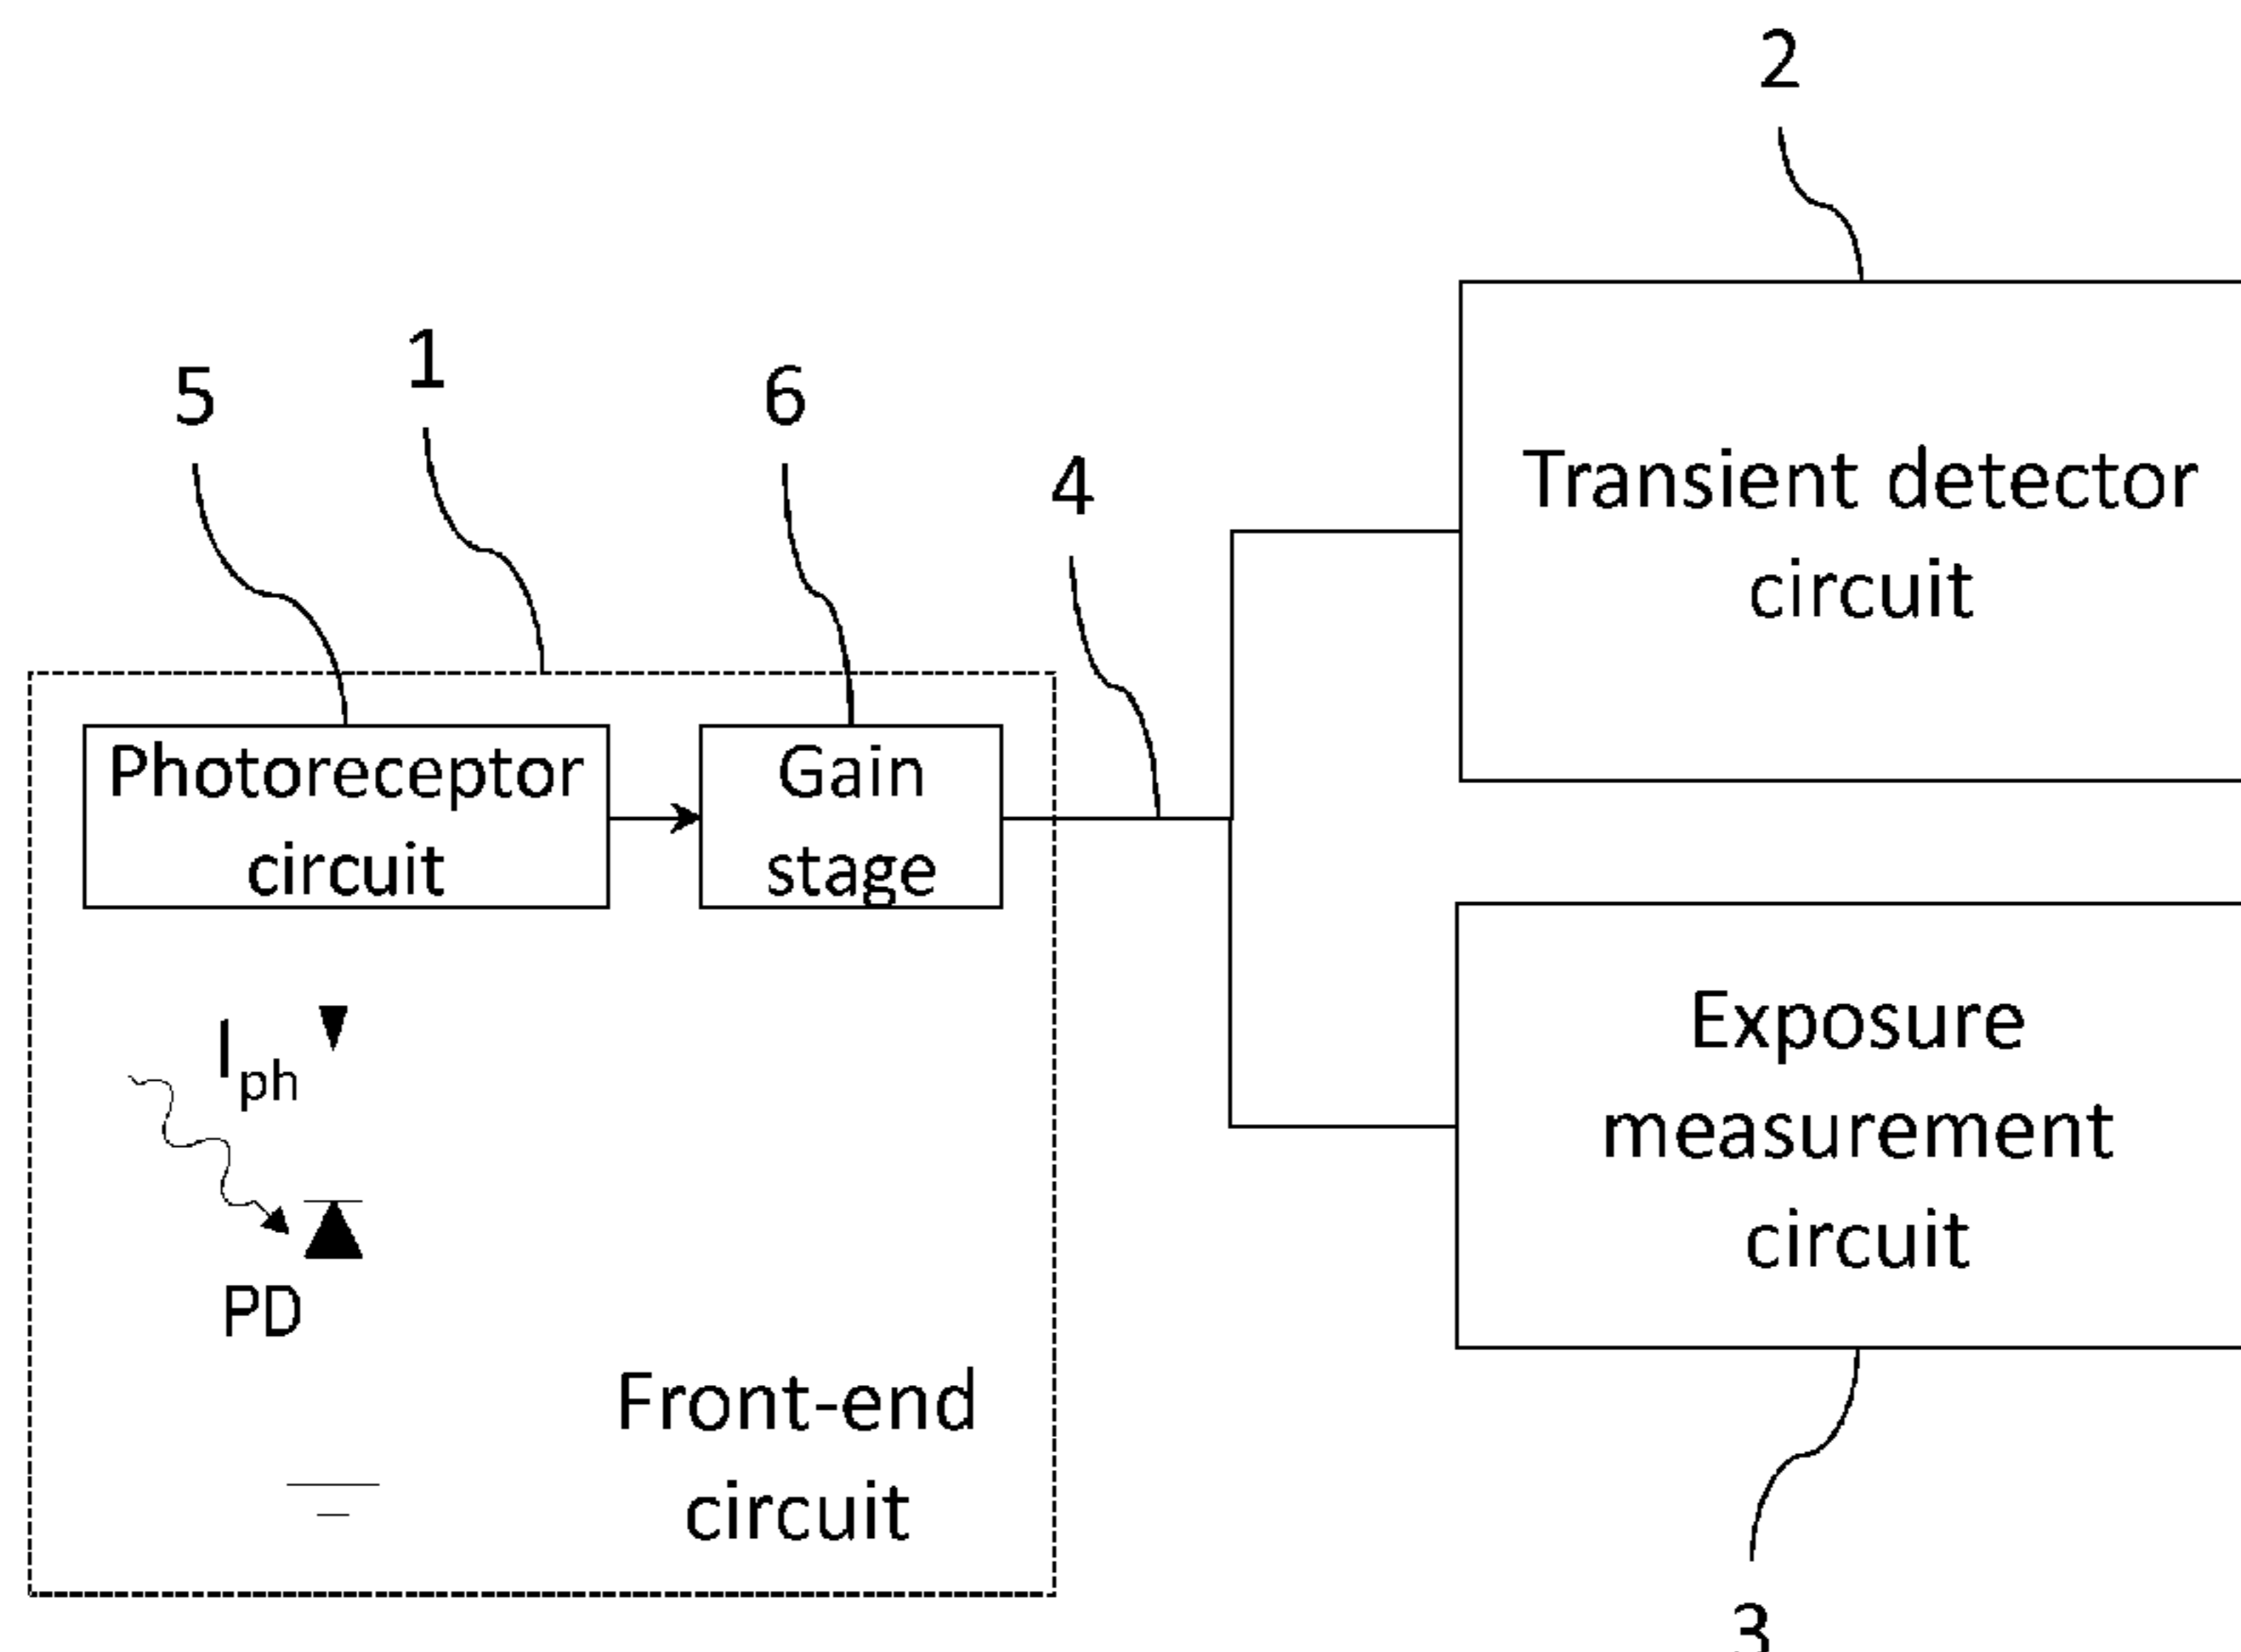 2
1
5
6
4
Transient detector
circuit
Photoreceptor
circuit
Gain
stage
Exposure
measurement
circuit
Iph
PD
Front-end
circuit
3